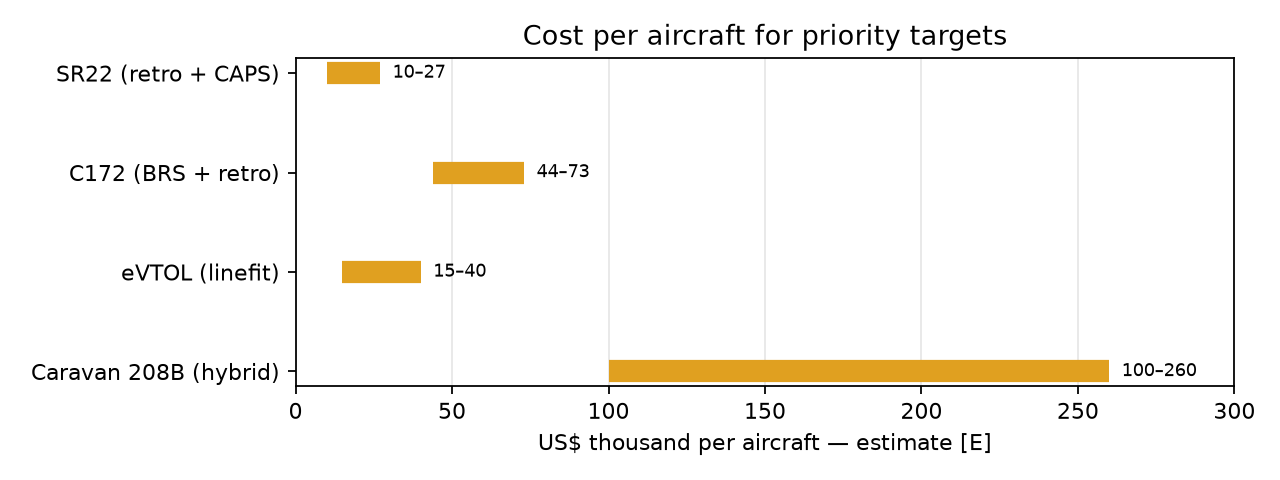 Cost per aircraft for priority targets
SR22 (retro + CAPS)
10–27
C172 (BRS + retro)
44–73
eVTOL (linefit)
15–40
Caravan 208B (hybrid)
100–260
0 50 100 150 200 250 300
US$ thousand per aircraft — estimate [E]